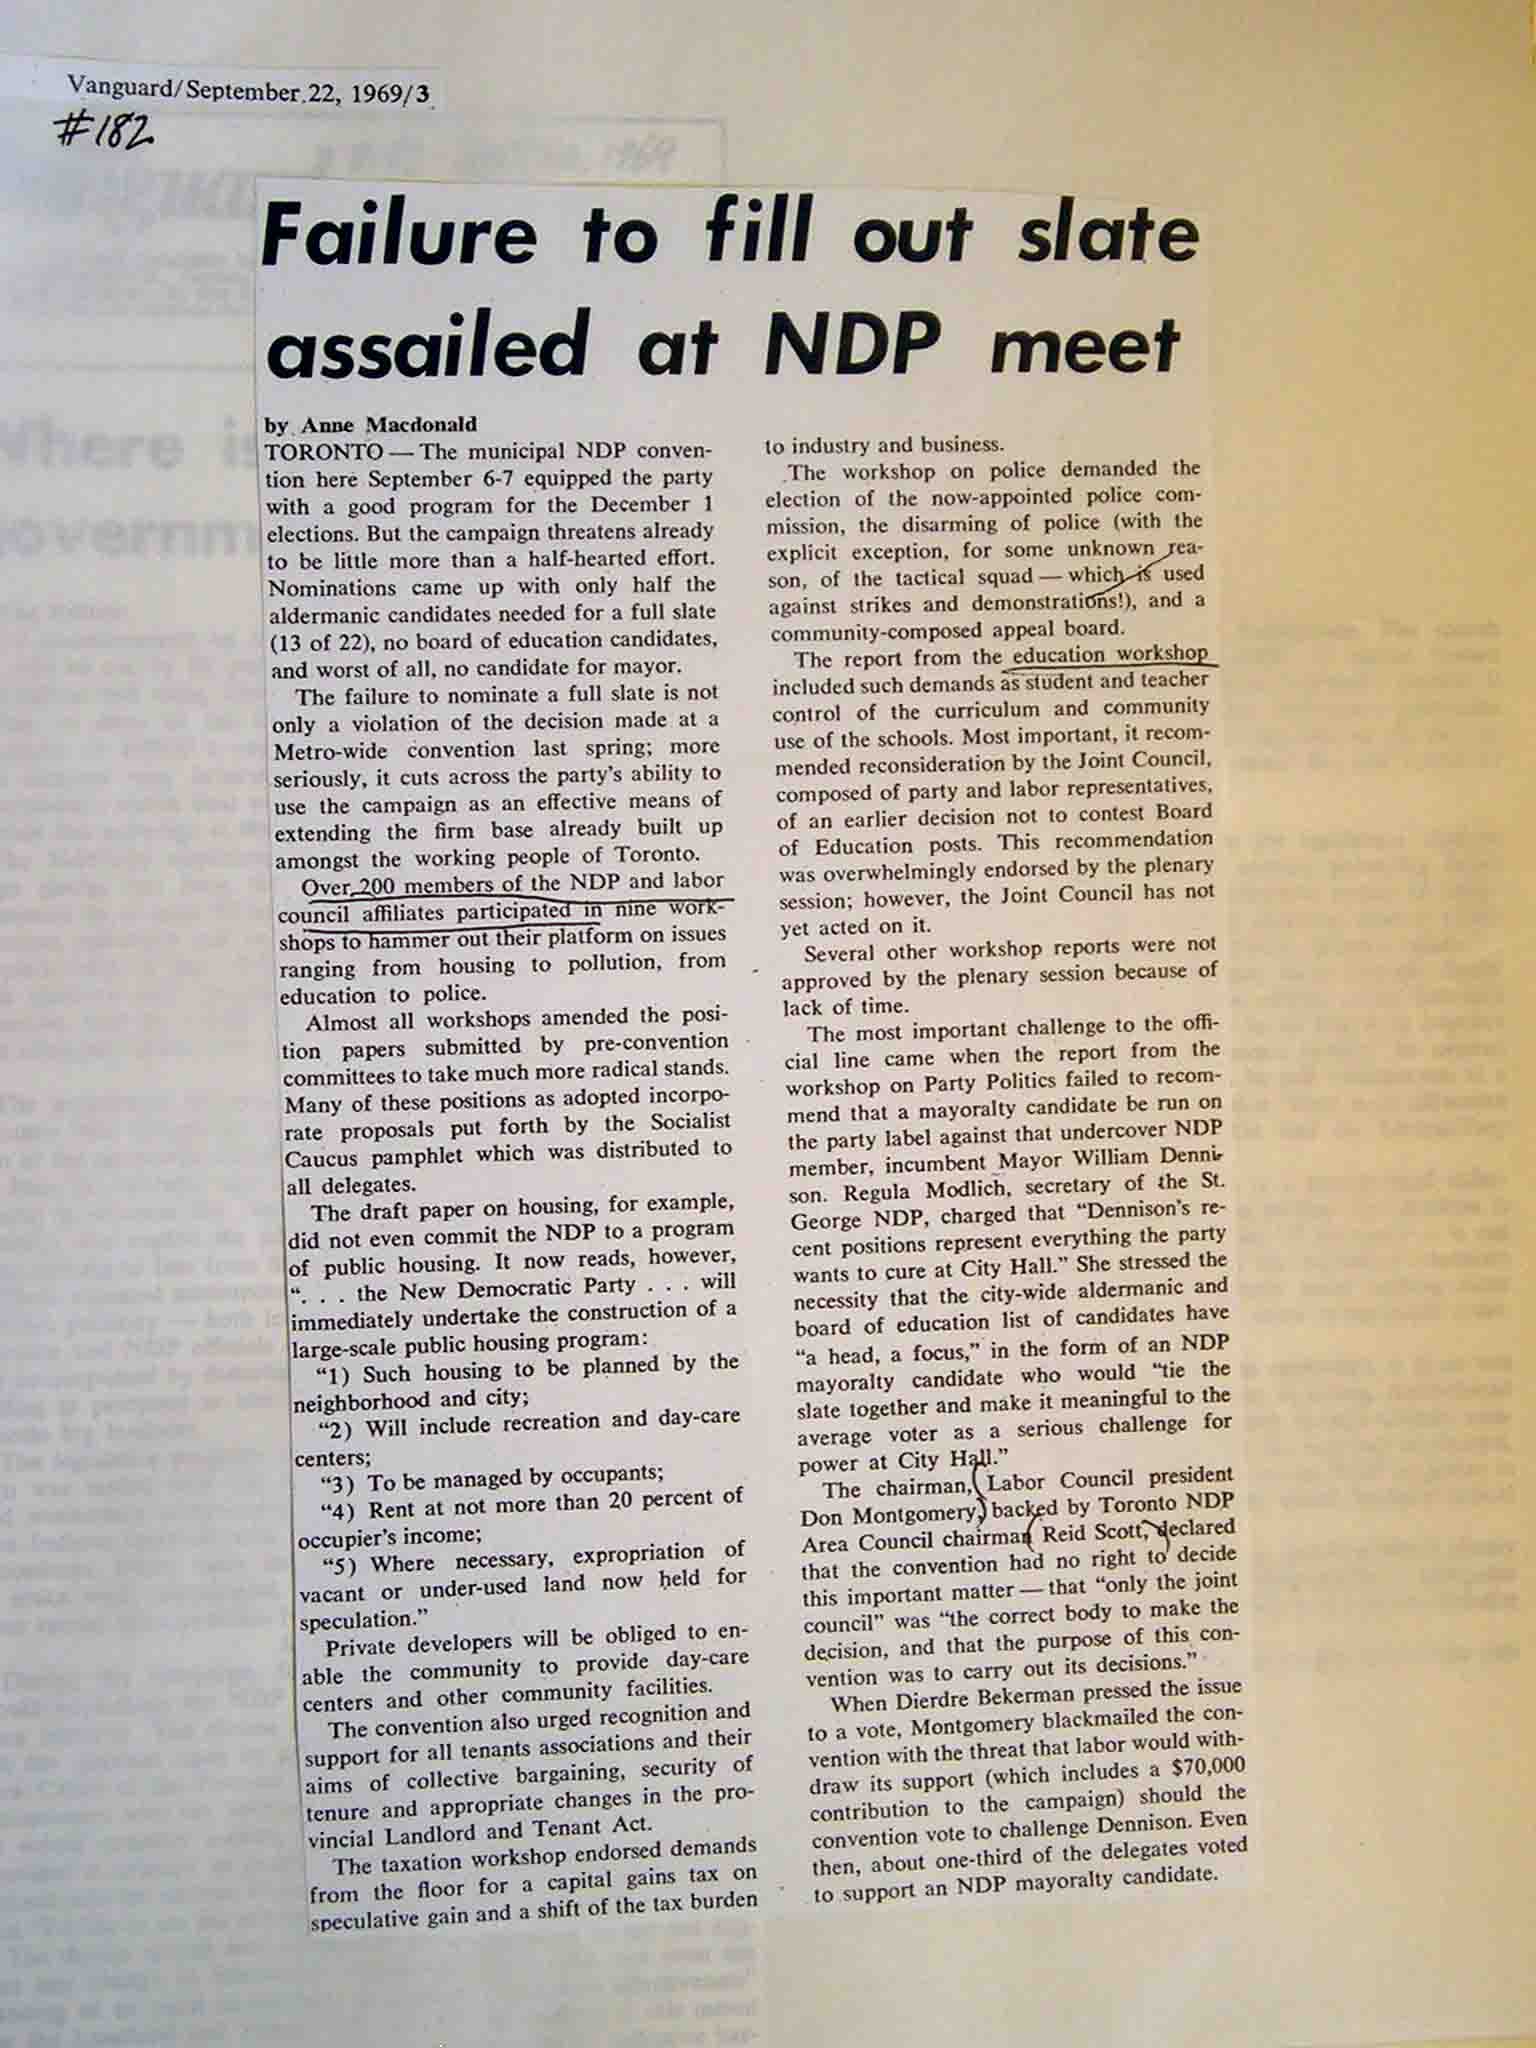 Vanguard/September 22, 1969/3
#182
Failure to fill out slate
assailed at NDP meet
by Anne Macdonald
TORONTO — The municipal NDP conven-
tion here September 6-7 equipped the party
with a good program for the December 1
elections. But the campaign threatens already
to be little more than a half-hearted effort.
Nominations came up with only half the
aldermanic candidates needed for a full slate
(13 of 22), no board of education candidates,
and worst of all, no candidate for mayor.
The failure to nominate a full slate is not
only a violation of the decision made at a
Metro-wide convention last spring; more
seriously, it cuts across the party's ability to
use the campaign as an effective means of
extending the firm base already built up
amongst the working people of Toronto.
Over 200 members of the NDP and labor
council affiliates participated in nine work-
shops to hammer out their platform on issues
ranging from housing to pollution, from
education to police.
Almost all workshops amended the posi-
tion papers submitted by pre-convention
committees to take much more radical stands.
Many of these positions as adopted incorpo-
rate proposals put forth by the Socialist
Caucus pamphlet which was distributed to
all delegates.
The draft paper on housing, for example,
did not even commit the NDP to a program
of public housing. It now reads, however,
“. . . the New Democratic Party . . . will
immediately undertake the construction of a
large-scale public housing program:
“1) Such housing to be planned by the
neighborhood and city;
“2) Will include recreation and day-care
centers;
“3) To be managed by occupants;
“4) Rent at not more than 20 percent of
occupier's income;
“5) Where necessary, expropriation of
vacant or under-used land now held for
speculation.”
Private developers will be obliged to en-
able the community to provide day-care
centers and other community facilities.
The convention also urged recognition and
support for all tenants associations and their
aims of collective bargaining, security of
tenure and appropriate changes in the pro-
vincial Landlord and Tenant Act.
The taxation workshop endorsed demands
from the floor for a capital gains tax on
speculative gain and a shift of the tax burden
to industry and business.
The workshop on police demanded the
election of the now-appointed police com-
mission, the disarming of police (with the
explicit exception, for some unknown rea-
son, of the tactical squad — which is used
against strikes and demonstrations!), and a
community-composed appeal board.
The report from the education workshop
included such demands as student and teacher
control of the curriculum and community
use of the schools. Most important, it recom-
mended reconsideration by the Joint Council,
composed of party and labor representatives,
of an earlier decision not to contest Board
of Education posts. This recommendation
was overwhelmingly endorsed by the plenary
session; however, the Joint Council has not
yet acted on it.
Several other workshop reports were not
approved by the plenary session because of
lack of time.
The most important challenge to the offi-
cial line came when the report from the
workshop on Party Politics failed to recom-
mend that a mayoralty candidate be run on
the party label against that undercover NDP
member, incumbent Mayor William Denni-
son. Regula Modlich, secretary of the St.
George NDP, charged that “Dennison's re-
cent positions represent everything the party
wants to cure at City Hall.” She stressed the
necessity that the city-wide aldermanic and
board of education list of candidates have
“a head, a focus,” in the form of an NDP
mayoralty candidate who would “tie the
slate together and make it meaningful to the
average voter as a serious challenge for
power at City Hall.”
The chairman, Labor Council president
Don Montgomery, backed by Toronto NDP
Area Council chairman Reid Scott, declared
that the convention had no right to decide
this important matter — that “only the joint
council” was “the correct body to make the
decision, and that the purpose of this con-
vention was to carry out its decisions.”
When Dierdre Bekerman pressed the issue
to a vote, Montgomery blackmailed the con-
vention with the threat that labor would with-
draw its support (which includes a $70,000
contribution to the campaign) should the
convention vote to challenge Dennison. Even
then, about one-third of the delegates voted
to support an NDP mayoralty candidate.